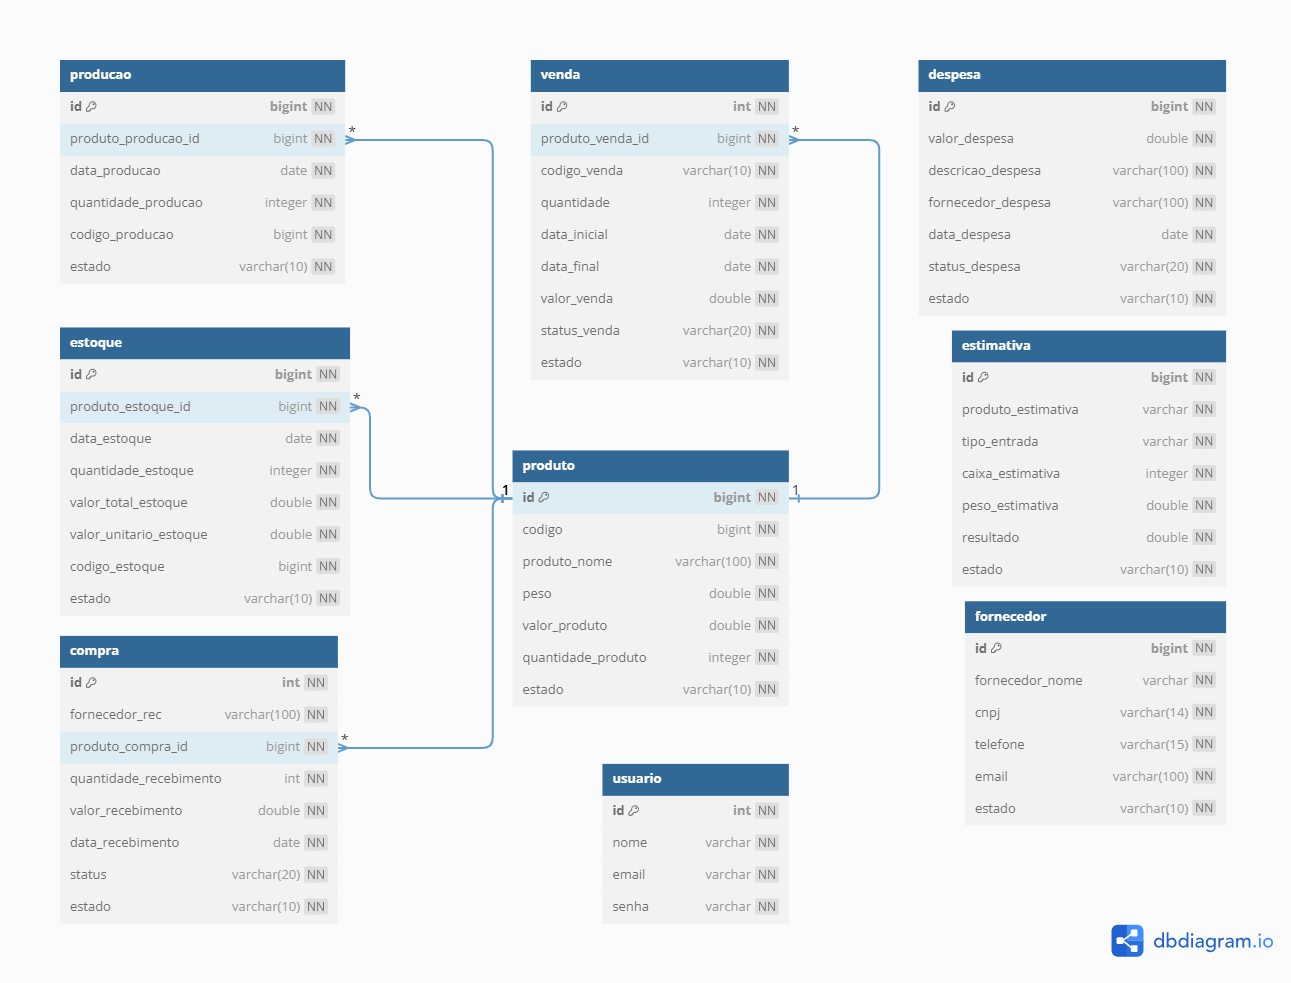 producao
id bigint NN
produto_producao_id bigint NN
data_producao date NN
quantidade_producao integer NN
codigo_producao bigint NN
estado varchar(10) NN
*
venda
id int NN
produto_venda_id bigint NN
codigo_venda varchar(10) NN
quantidade integer NN
data_inicial date NN
data_final date NN
valor_venda double NN
status_venda varchar(20) NN
estado varchar(10) NN
*
despesa
id bigint NN
valor_despesa double NN
descricao_despesa varchar(100) NN
fornecedor_despesa varchar(100) NN
data_despesa date NN
status_despesa varchar(20) NN
estado varchar(10) NN
estoque
id bigint NN
produto_estoque_id bigint NN
data_estoque date NN
quantidade_estoque integer NN
valor_total_estoque double NN
valor_unitario_estoque double NN
codigo_estoque bigint NN
estado varchar(10) NN
*
estimativa
id bigint NN
produto_estimativa varchar NN
tipo_entrada varchar NN
caixa_estimativa integer NN
peso_estimativa double NN
resultado double NN
estado varchar(10) NN
1
produto
id bigint NN
codigo bigint NN
produto_nome varchar(100) NN
peso double NN
valor_produto double NN
quantidade_produto integer NN
estado varchar(10) NN
1
fornecedor
id bigint NN
fornecedor_nome varchar NN
cnpj varchar(14) NN
telefone varchar(15) NN
email varchar(100) NN
estado varchar(10) NN
compra
id int NN
fornecedor_rec varchar(100) NN
produto_compra_id bigint NN
quantidade_recebimento int NN
valor_recebimento double NN
data_recebimento date NN
status varchar(20) NN
estado varchar(10) NN
*
usuario
id int NN
nome varchar NN
email varchar NN
senha varchar NN
dbdiagram.io